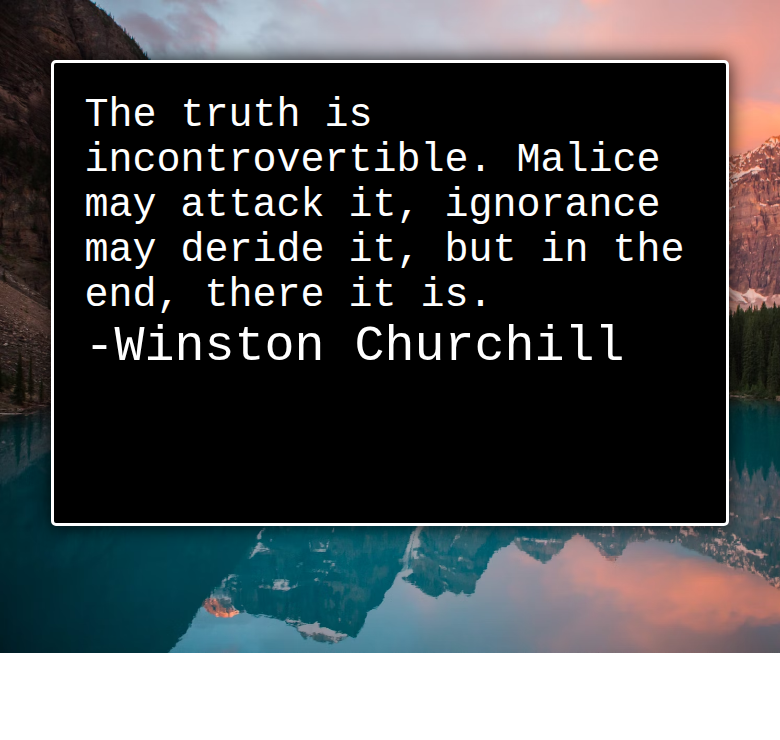 The truth is
incontrovertible. Malice
may attack it, ignorance
may deride it, but in the
end, there it is.
-Winston Churchill